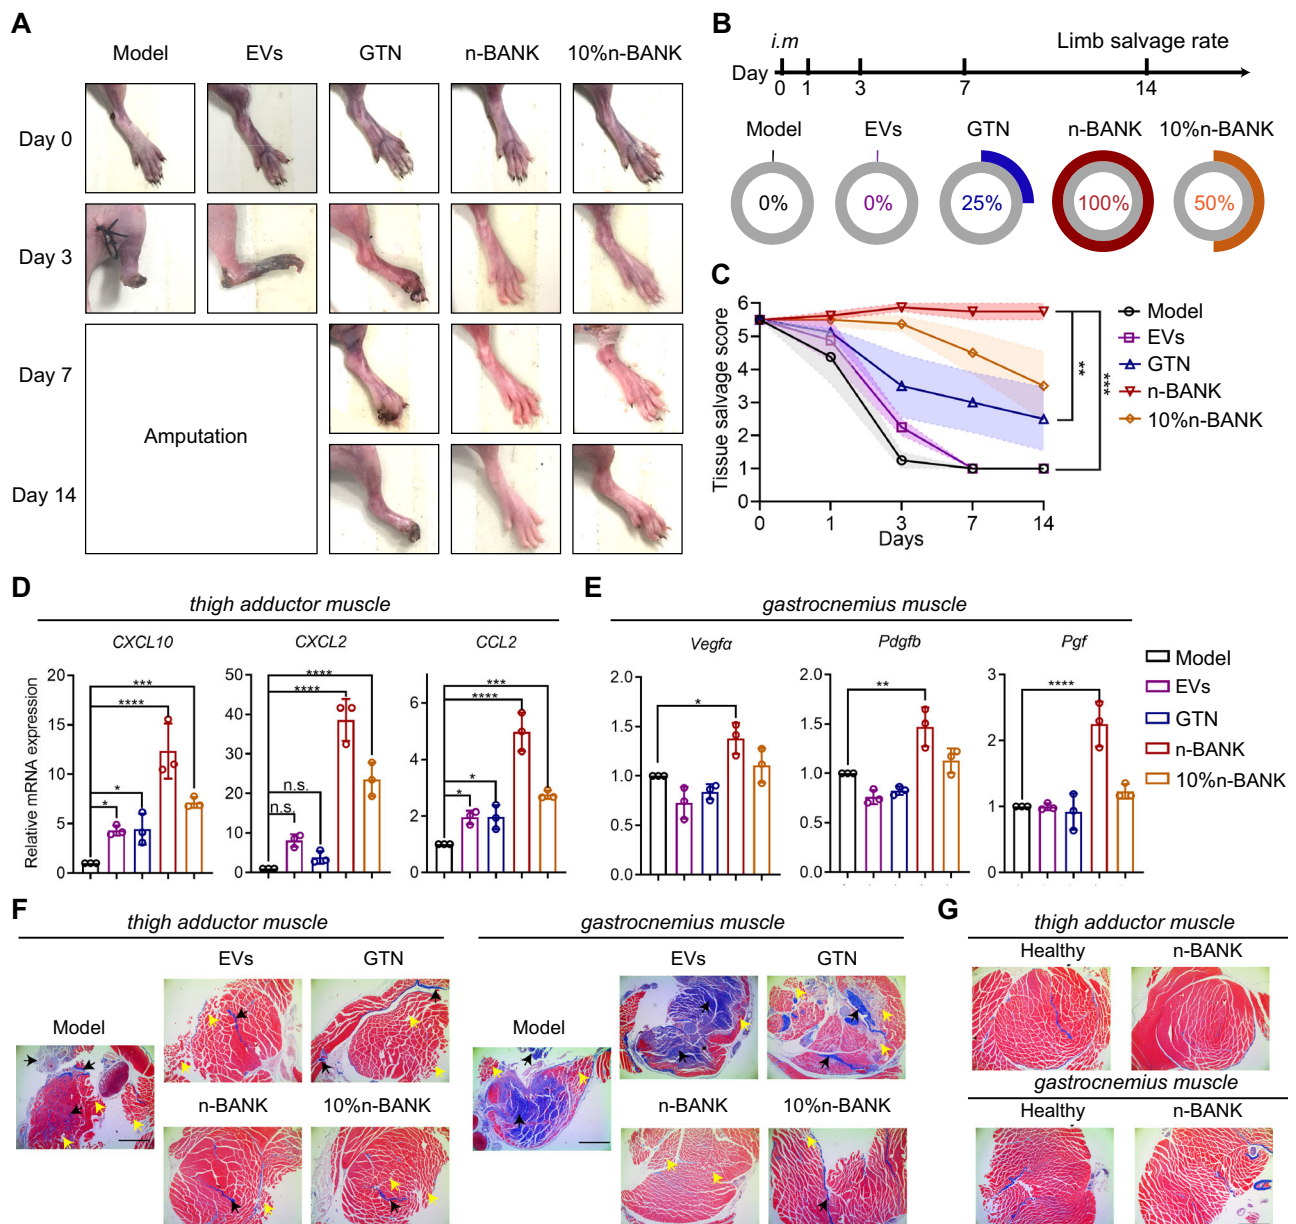 A
Model EVs GTN n-BANK 10%n-BANK
Day 0
Day 3
Day 7
Amputation
Day 14
B
i.m Limb salvage rate
Day
0 1 3 7 14
Model EVs GTN n-BANK 10%n-BANK
0% 0% 25% 100% 50%
C
Tissue salvage score
6
5
4
3
2
1
0
0 1 3 7 14
Days
** ***
Model
EVs
GTN
n-BANK
10%n-BANK
D
thigh adductor muscle
CXCL10 CXCL2 CCL2
Relative mRNA expression
20
15
10
5
0
***
****
*
*
50
40
30
20
10
0
****
****
n.s.
n.s.
6
4
2
0
***
****
*
*
E
gastrocnemius muscle
Vegfα Pdgfb Pgf
2.0
1.5
1.0
0.5
0.0
*
2.0
1.5
1.0
0.5
0.0
**
3
2
1
0
****
Model
EVs
GTN
n-BANK
10%n-BANK
F
thigh adductor muscle
EVs GTN
Model
n-BANK 10%n-BANK
gastrocnemius muscle
EVs GTN
Model
n-BANK 10%n-BANK
G
thigh adductor muscle
Healthy n-BANK
gastrocnemius muscle
Healthy n-BANK